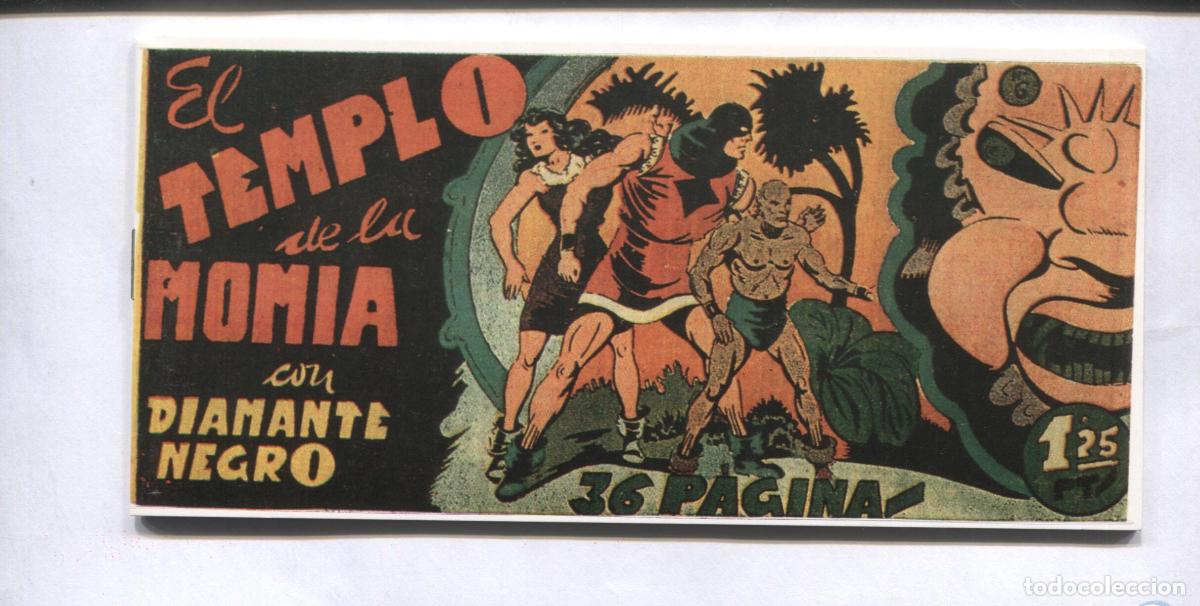 El
TEMPLO
de la
MOMIA
con
DIAMANTE
NEGRO
36 PAGINAS
1'25
PTS
todocoleccion